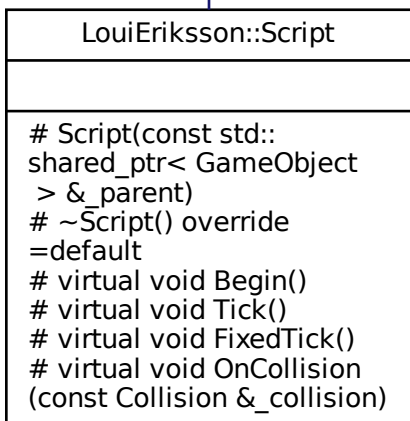 LouiEriksson::Script
# Script(const std::
shared_ptr< GameObject
 > &_parent)
# ~Script() override
=default
# virtual void Begin()
# virtual void Tick()
# virtual void FixedTick()
# virtual void OnCollision
(const Collision &_collision)